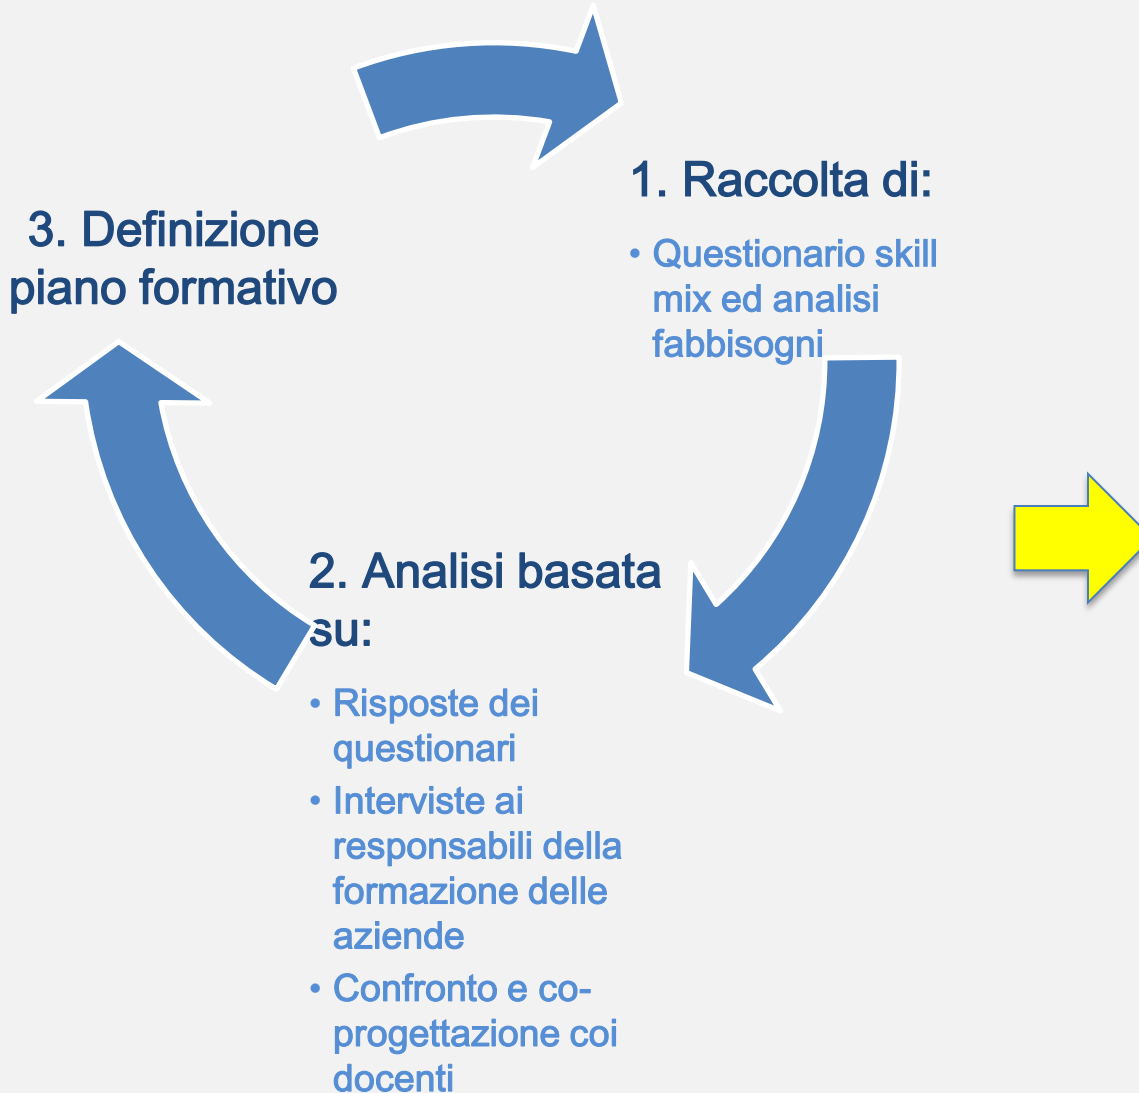 1. Raccolta di:
• Questionario skill
mix ed analisi
fabbisogni
2. Analisi basata
su:
• Risposte dei
questionari
• Interviste ai
responsabili della
formazione delle
aziende
• Confronto e co-
progettazione coi
docenti
3. Definizione
piano formativo